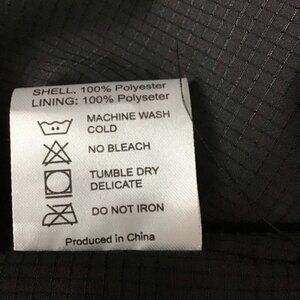 SHELL. 100% Polyester
LINING: 100% Polyseter
MACHINE WASH
COLD
NO BLEACH
TUMBLE DRY
DELICATE
DO NOT IRON
Produced in China